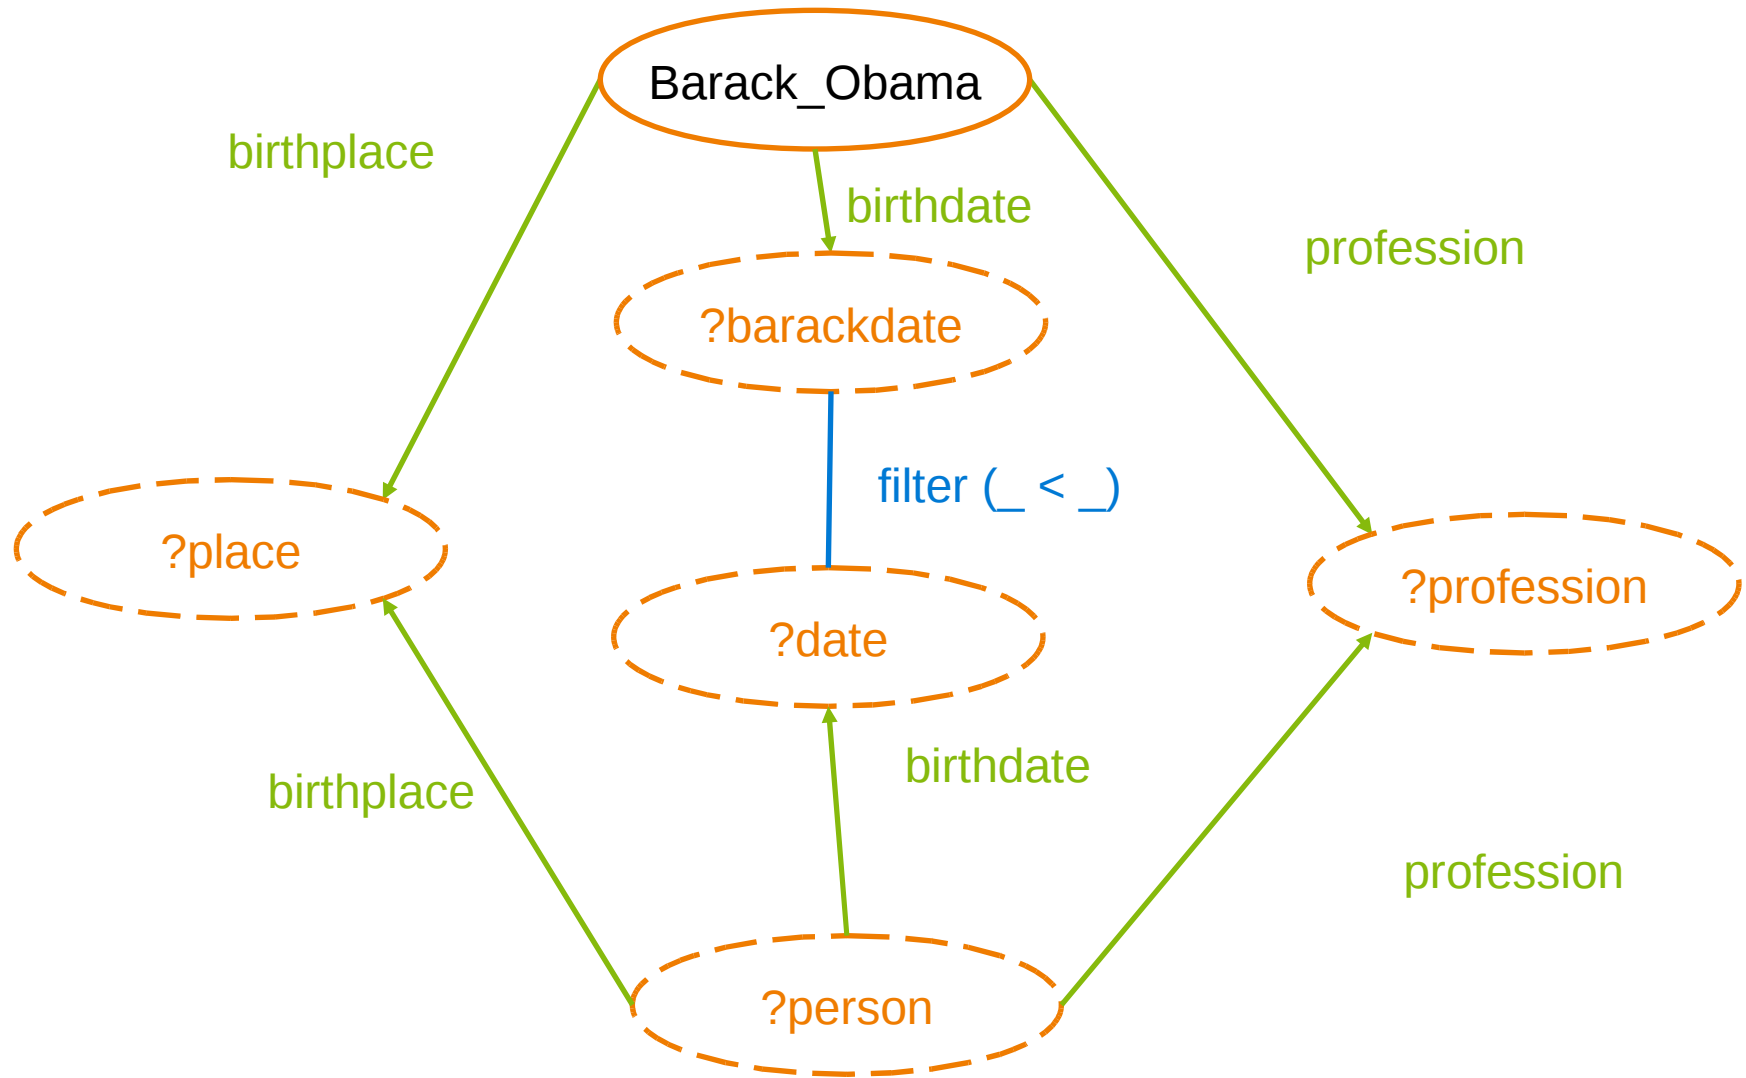 Barack_Obama
birthplace
birthdate
profession
?barackdate
filter (_ < _)
?place
?profession
?date
birthplace
birthdate
profession
?person